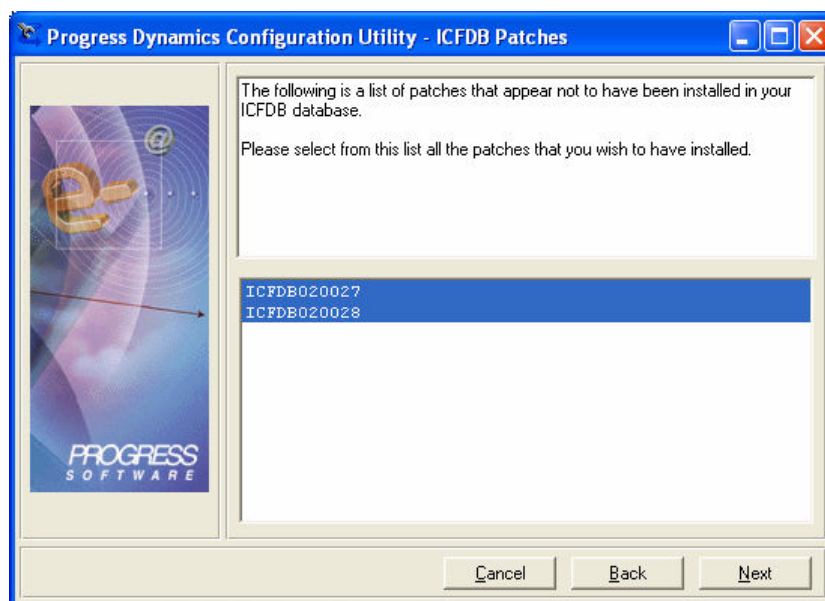 Progress Dynamics Configuration Utility - ICFDB Patches
The following is a list of patches that appear not to have been installed in your
ICFDB database.
Please select from this list all the patches that you wish to have installed.
@
e-
ICFDB020027
ICFDB020028
PROGRESS
SOFTWARE
Cancel
Back
Next